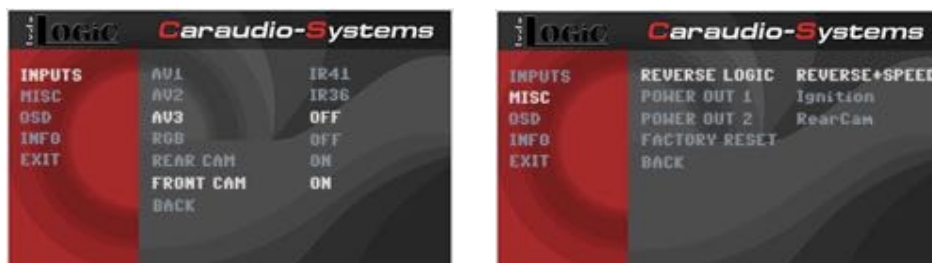 LOGiC Caraudio-Systems
INPUTS AV1 IR41
MISC AV2 IR36
OSD AV3 OFF
INFO RGB OFF
EXIT REAR CAM ON
FRONT CAM ON
BACK
LOGiC Caraudio-Systems
INPUTS REVERSE LOGIC REVERSE+SPEED
MISC POWER OUT 1 Ignition
OSD POWER OUT 2 RearCam
INFO FACTORY RESET
EXIT BACK